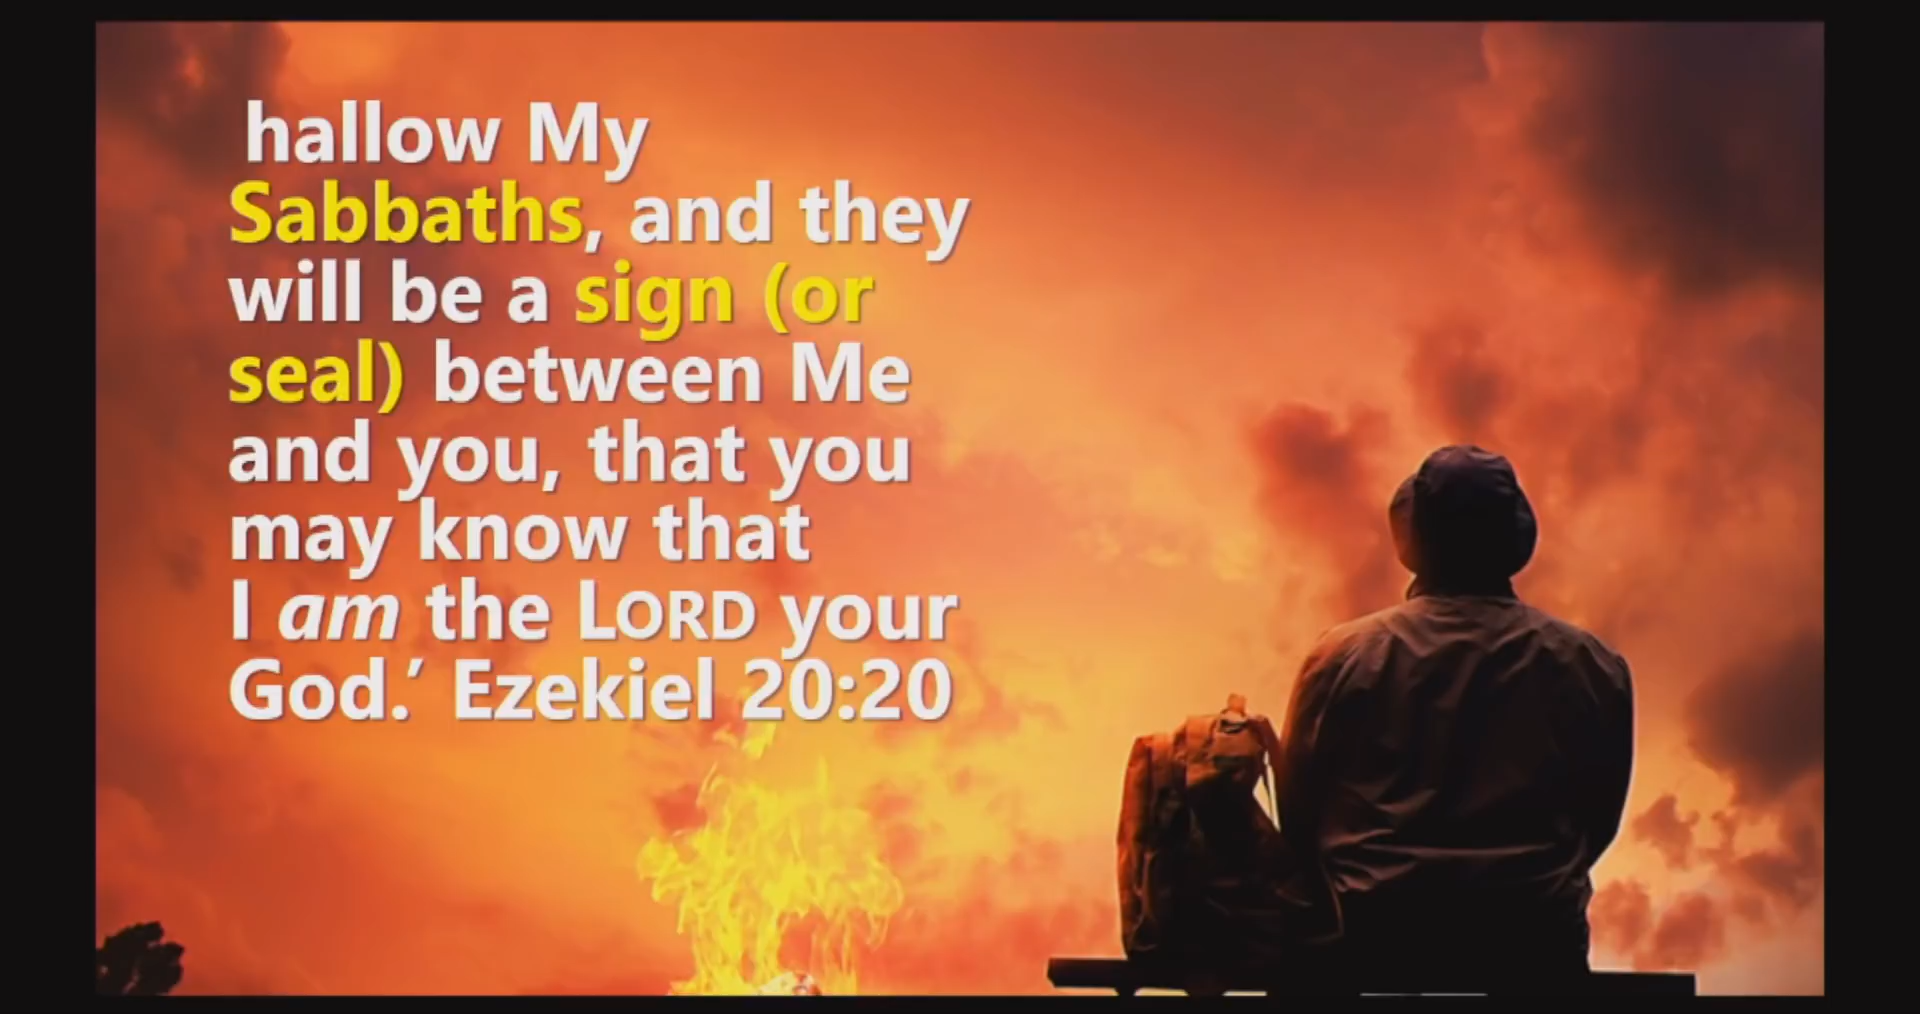 hallow My
Sabbaths, and they
will be a sign (or
seal) between Me
and you, that you
may know that
I am the LORD your
God.’ Ezekiel 20:20